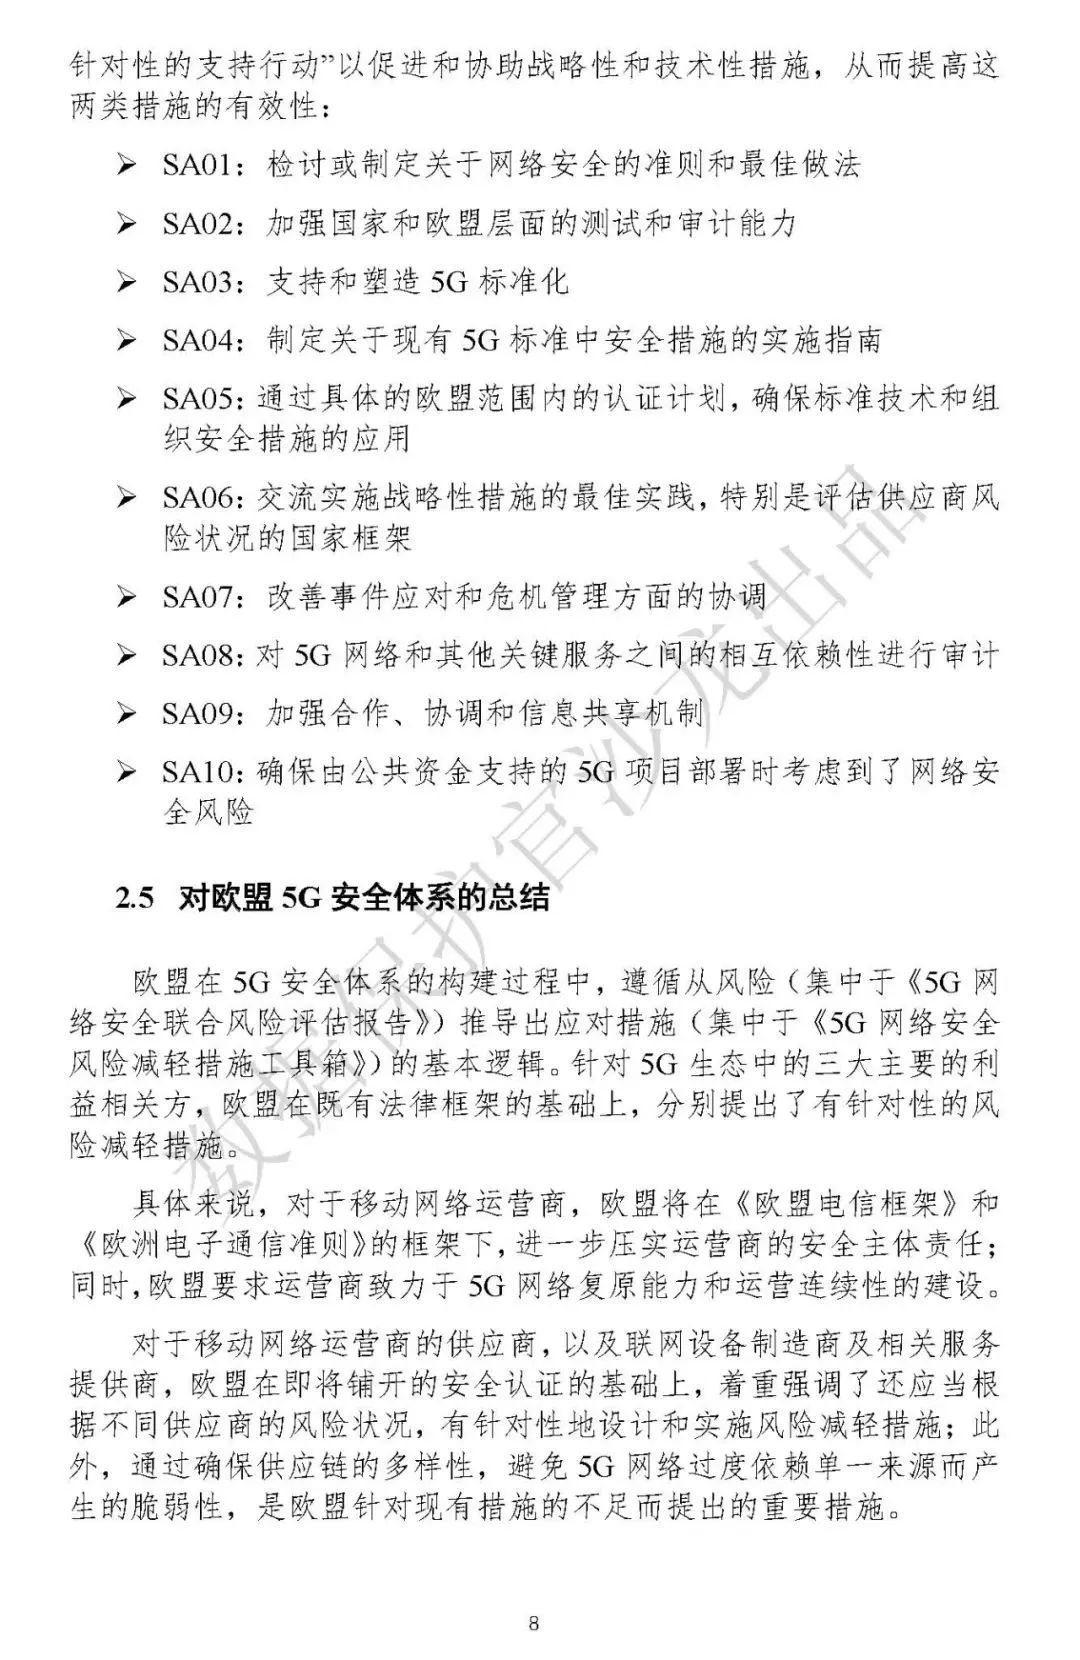 针对性的支持行动”以促进和协助战略性和技术性措施，从而提高这
两类措施的有效性：
➢ SA01：检讨或制定关于网络安全的准则和最佳做法
➢ SA02：加强国家和欧盟层面的测试和审计能力
➢ SA03：支持和塑造 5G 标准化
➢ SA04：制定关于现有 5G 标准中安全措施的实施指南
➢ SA05：通过具体的欧盟范围内的认证计划，确保标准技术和组
织安全措施的应用
➢ SA06：交流实施战略性措施的最佳实践，特别是评估供应商风
险状况的国家框架
➢ SA07：改善事件应对和危机管理方面的协调
➢ SA08：对 5G 网络和其他关键服务之间的相互依赖性进行审计
➢ SA09：加强合作、协调和信息共享机制
➢ SA10：确保由公共资金支持的 5G 项目部署时考虑到了网络安
全风险
2.5 对欧盟 5G 安全体系的总结
欧盟在 5G 安全体系的构建过程中，遵循从风险（集中于《5G 网
络安全联合风险评估报告》）推导出应对措施（集中于《5G 网络安全
风险减轻措施工具箱》）的基本逻辑。针对 5G 生态中的三大主要的利
益相关方，欧盟在既有法律框架的基础上，分别提出了有针对性的风
险减轻措施。
具体来说，对于移动网络运营商，欧盟将在《欧盟电信框架》和
《欧洲电子通信准则》的框架下，进一步压实运营商的安全主体责任；
同时，欧盟要求运营商致力于 5G 网络复原能力和运营连续性的建设。
对于移动网络运营商的供应商，以及联网设备制造商及相关服务
提供商，欧盟在即将铺开的安全认证的基础上，着重强调了还应当根
据不同供应商的风险状况，有针对性地设计和实施风险减轻措施；此
外，通过确保供应链的多样性，避免 5G 网络过度依赖单一来源而产
生的脆弱性，是欧盟针对现有措施的不足而提出的重要措施。
8
数据保护官沙龙出品